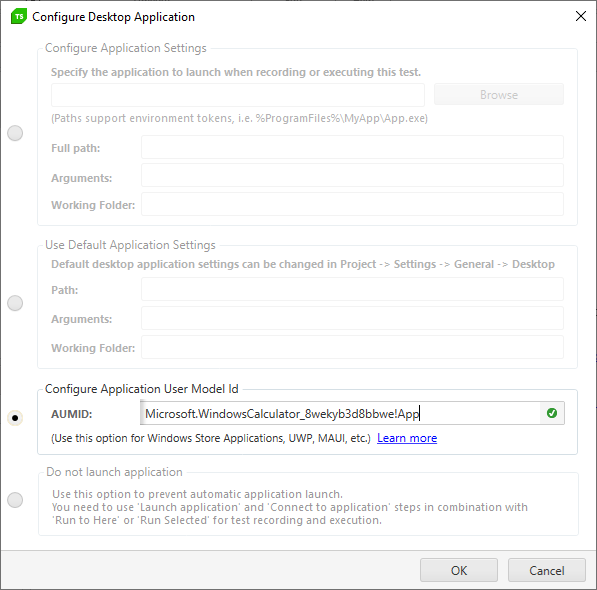 TS Configure Desktop Application
Configure Application Settings
Specify the application to launch when recording or executing this test.
Browse
(Paths support environment tokens, i.e. %ProgramFiles%\MyApp\App.exe)
Full path:
Arguments:
Working Folder:
Use Default Application Settings
Default desktop application settings can be changed in Project -> Settings -> General -> Desktop
Path:
Arguments:
Working Folder:
Configure Application User Model Id
AUMID: Microsoft.WindowsCalculator_8wekyb3d8bbwe!App
(Use this option for Windows Store Applications, UWP, MAUI, etc.) Learn more
Do not launch application
Use this option to prevent automatic application launch.
You need to use 'Launch application' and 'Connect to application' steps in combination with
'Run to Here' or 'Run Selected' for test recording and execution.
OK Cancel